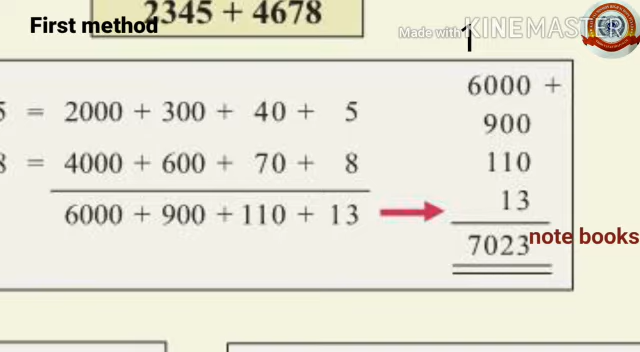 2345 + 4678
First method
Made with KINEMASTER
1
5 = 2000 + 300 + 40 + 5
8 = 4000 + 600 + 70 + 8
6000 + 900 + 110 + 13
6000 +
900
110
13
7023
note books